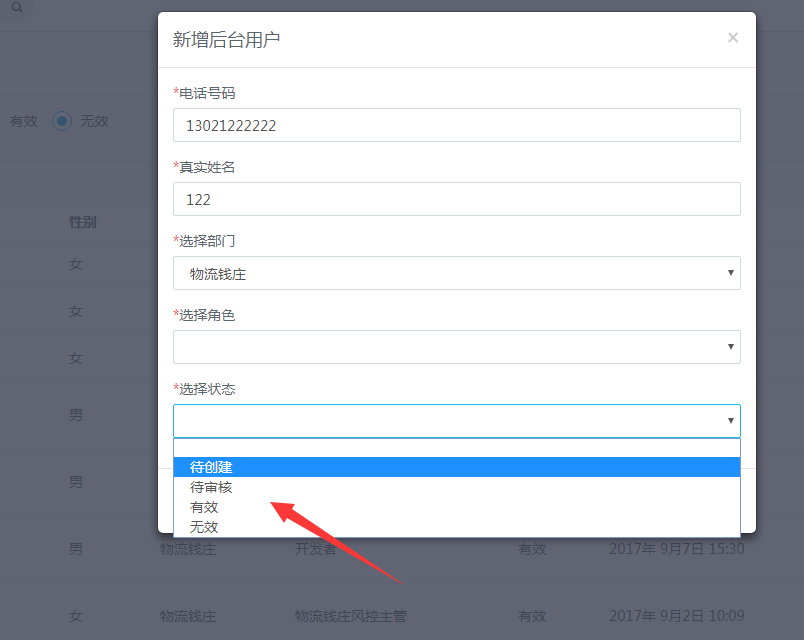 新增后台用户
×
*电话号码
13021222222
*真实姓名
122
*选择部门
物流钱庄
*选择角色
*选择状态
待创建
待审核
有效
无效
有效 无效
性别
女
女
女
男
男
男 物流钱庄 开发者 有效 2017年 9月7日 15:30
女 物流钱庄 物流钱庄风控主管 有效 2017年 9月2日 10:09